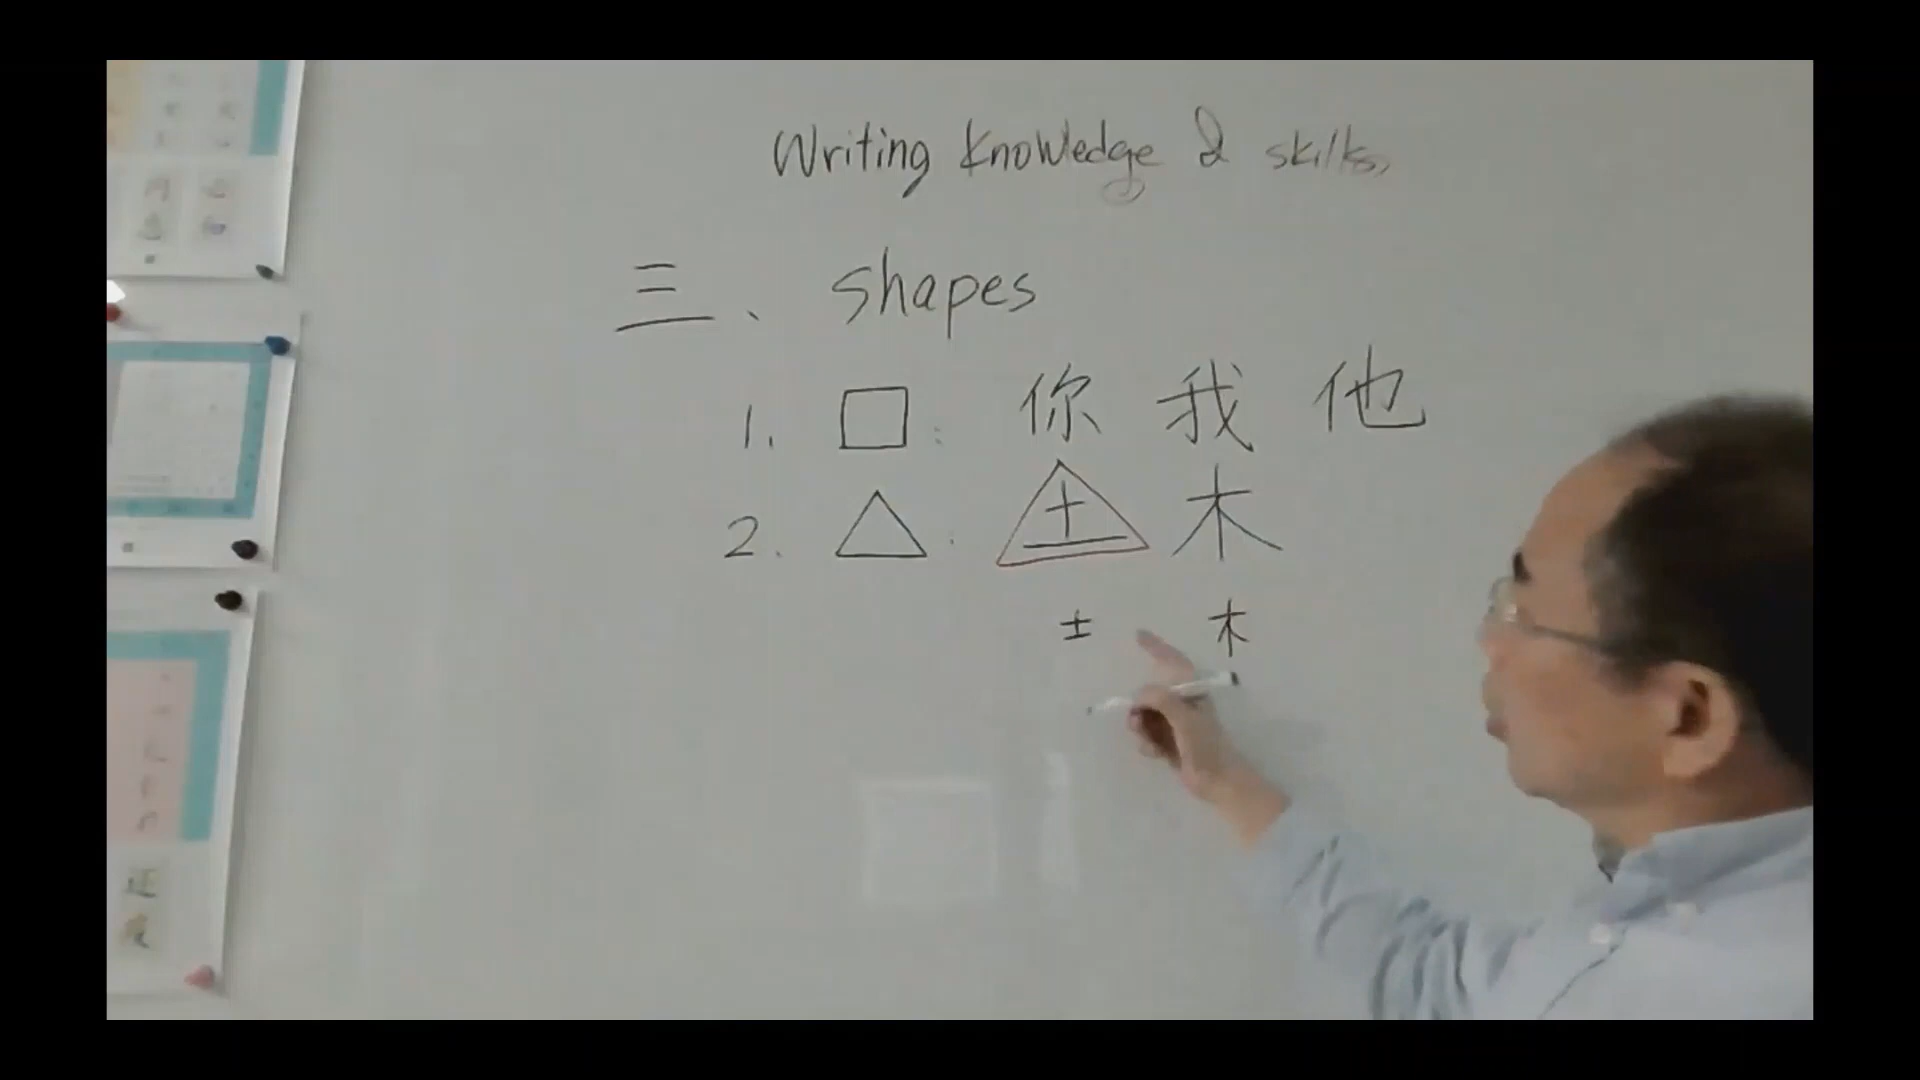 Writing knowledge & skills,
三、shapes
1. □: 你 我 他
2. △: 土 木
土 木